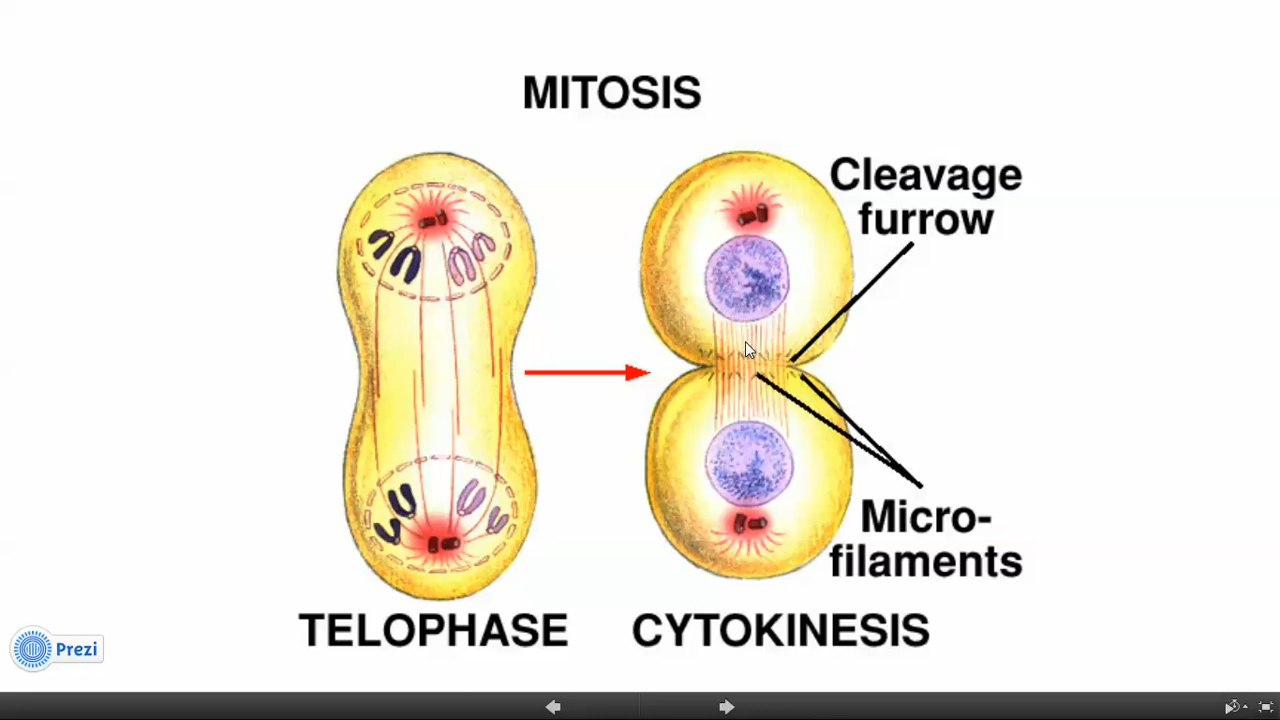 MITOSIS
Cleavage
furrow
Micro-
filaments
TELOPHASE
CYTOKINESIS
Prezi